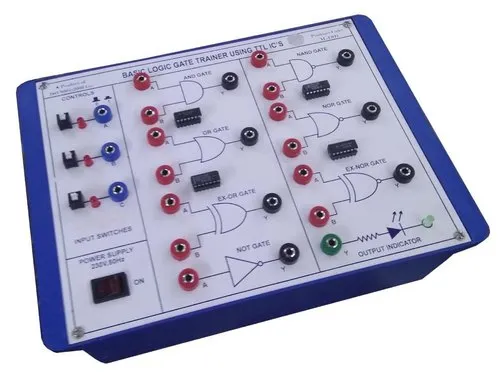 BASIC LOGIC GATE TRAINER USING TTL IC'S
CONTROLS
A
B
C
INPUT SWITCHES
POWER SUPPLY
230V,50Hz
ON
AND GATE
A
B
Y
OR GATE
A
B
Y
EX-OR GATE
A
B
Y
NOT GATE
A
Y
NAND GATE
A
B
Y
NOR GATE
A
B
Y
EX-NOR GATE
A
B
Y
OUTPUT INDICATOR